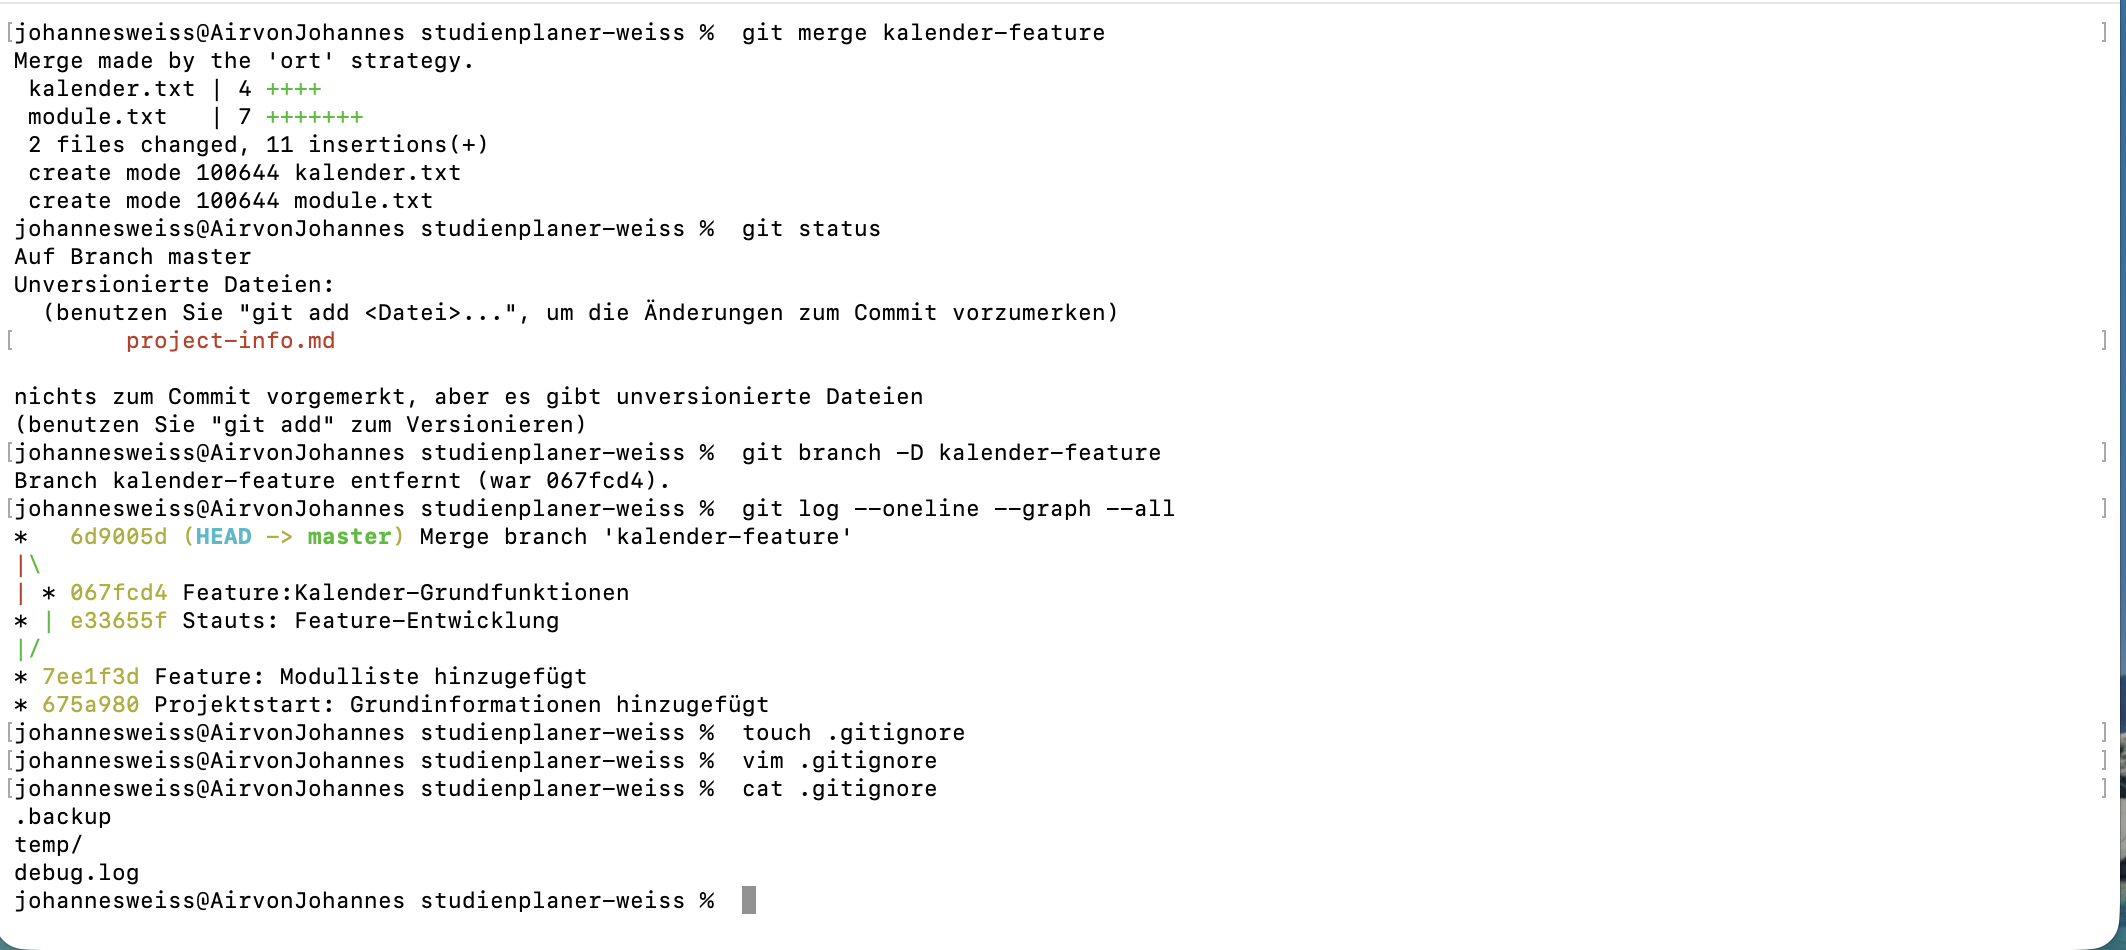 [johannesweiss@AirvonJohannes studienplaner-weiss %  git merge kalender-feature ]
Merge made by the 'ort' strategy.
 kalender.txt | 4 ++++
 module.txt   | 7 +++++++
 2 files changed, 11 insertions(+)
 create mode 100644 kalender.txt
 create mode 100644 module.txt
johannesweiss@AirvonJohannes studienplaner-weiss %  git status
Auf Branch master
Unversionierte Dateien:
  (benutzen Sie "git add <Datei>...", um die Änderungen zum Commit vorzumerken)
[        project-info.md ]
nichts zum Commit vorgemerkt, aber es gibt unversionierte Dateien
(benutzen Sie "git add" zum Versionieren)
[johannesweiss@AirvonJohannes studienplaner-weiss %  git branch -D kalender-feature ]
Branch kalender-feature entfernt (war 067fcd4).
[johannesweiss@AirvonJohannes studienplaner-weiss %  git log --oneline --graph --all ]
*   6d9005d (HEAD -> master) Merge branch 'kalender-feature'
|\
| * 067fcd4 Feature:Kalender-Grundfunktionen
* | e33655f Stauts: Feature-Entwicklung
|/
* 7ee1f3d Feature: Modulliste hinzugefügt
* 675a980 Projektstart: Grundinformationen hinzugefügt
[johannesweiss@AirvonJohannes studienplaner-weiss %  touch .gitignore ]
[johannesweiss@AirvonJohannes studienplaner-weiss %  vim .gitignore ]
[johannesweiss@AirvonJohannes studienplaner-weiss %  cat .gitignore ]
.backup
temp/
debug.log
johannesweiss@AirvonJohannes studienplaner-weiss %